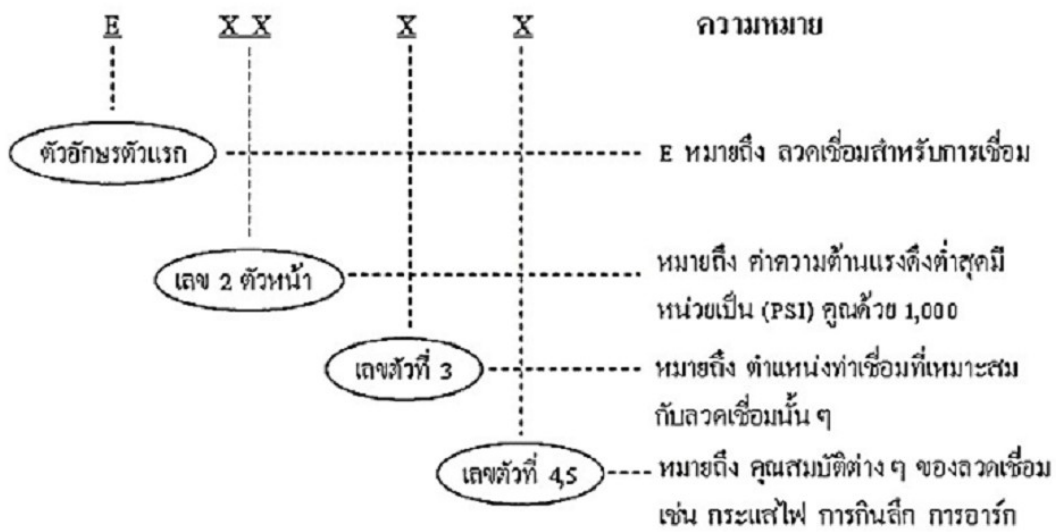 E X X X X ความหมาย
ตัวอักษรตัวแรก E หมายถึง ลวดเชื่อมสำหรับการเชื่อม
เลข 2 ตัวหน้า หมายถึง ค่าความต้านแรงดึงต่ำสุดมี
หน่วยเป็น (PSI) คูณด้วย 1,000
เลขตัวที่ 3 หมายถึง ตำแหน่งท่าเชื่อมที่เหมาะสม
กับลวดเชื่อมนั้น ๆ
เลขตัวที่ 4,5 หมายถึง คุณสมบัติต่าง ๆ ของลวดเชื่อม
เช่น กระแสไฟ การกินลึก การอาร์ก